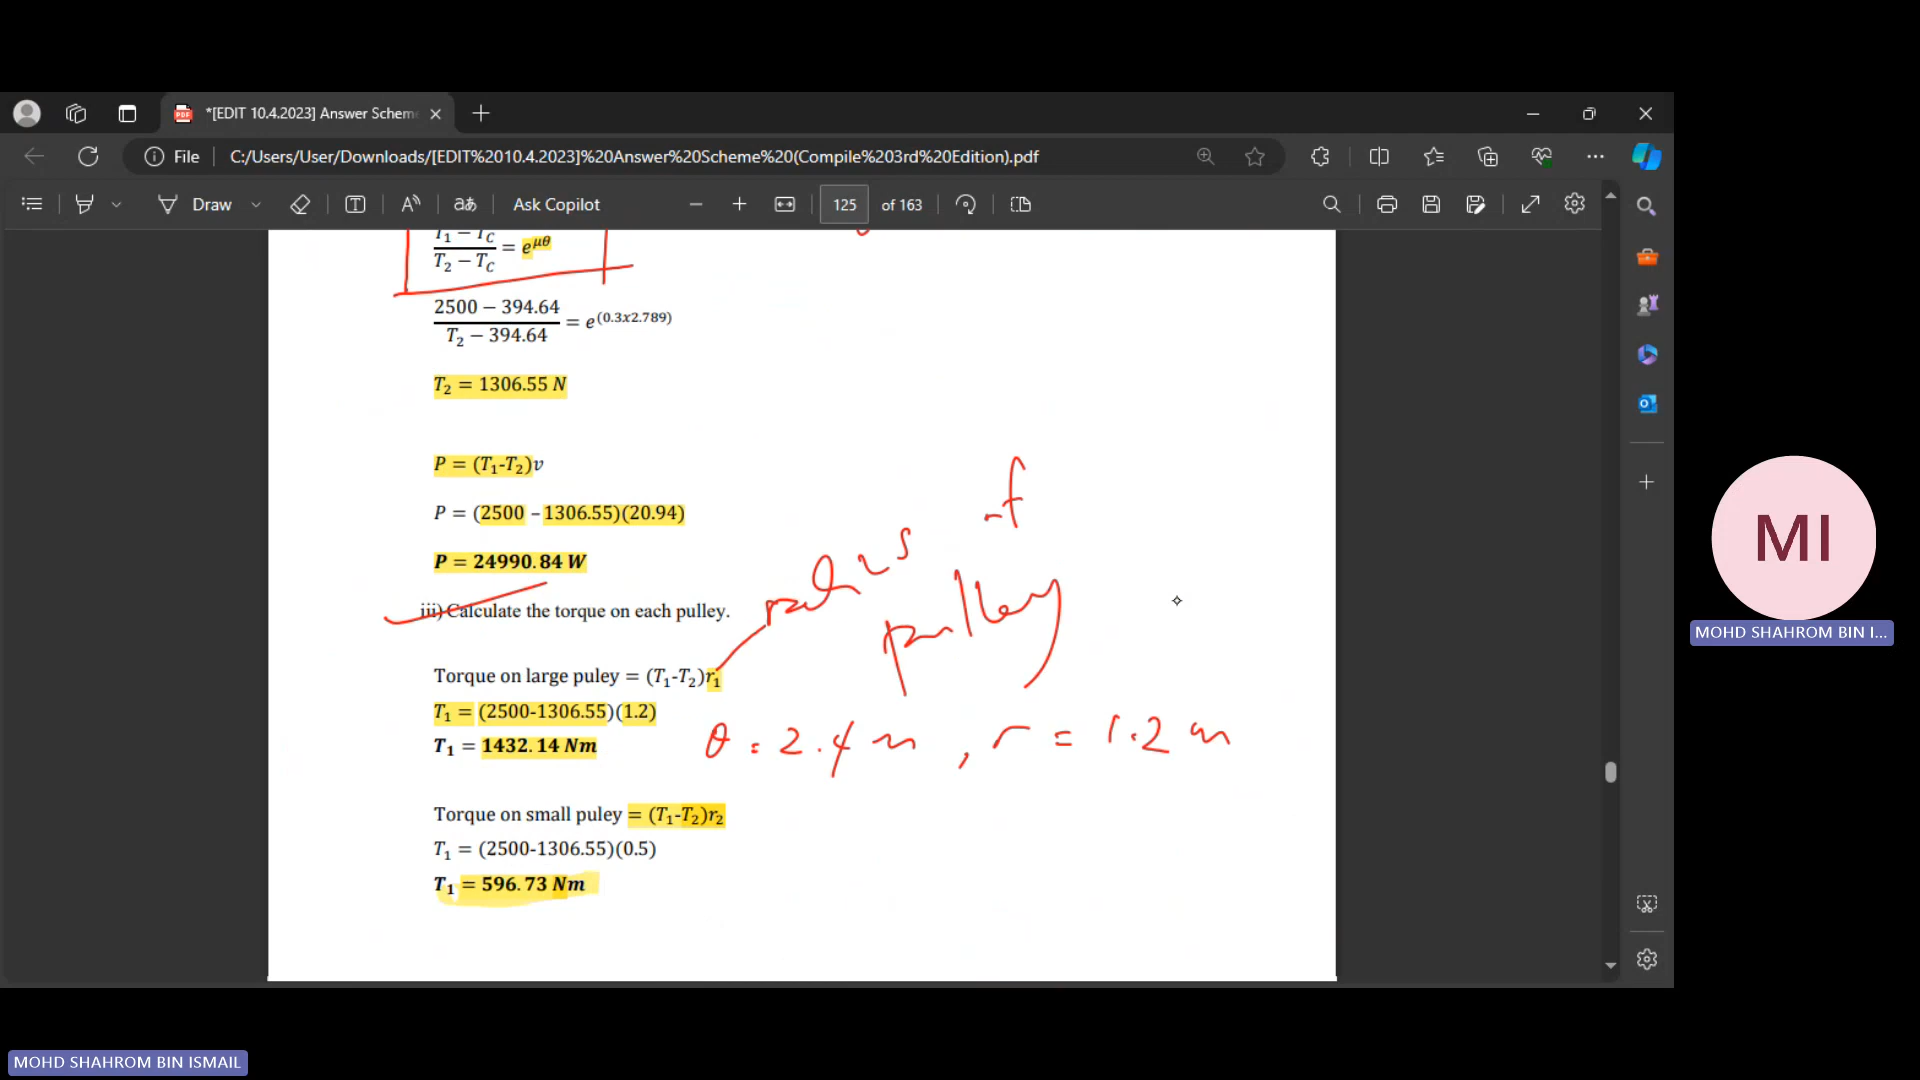 *[EDIT 10.4.2023] Answer Schem
File
C:/Users/User/Downloads/[EDIT%2010.4.2023]%20Answer%20Scheme%20(Compile%203rd%20Edition).pdf
Draw
Ask Copilot
125 of 163
(T₁ − T_C)/(T₂ − T_C) = e^(μθ)
(2500 − 394.64)/(T₂ − 394.64) = e^(0.3x2.789)
T₂ = 1306.55 N
P = (T₁-T₂)v
P = (2500 – 1306.55)(20.94)
P = 24990.84 W
radius of
pulley
iii) Calculate the torque on each pulley.
Torque on large puley = (T₁-T₂)r₁
T₁ = (2500-1306.55)(1.2)
T₁ = 1432.14 Nm
θ = 2.4 m , r = 1.2 m
Torque on small puley = (T₁-T₂)r₂
T₁ = (2500-1306.55)(0.5)
T₁ = 596.73 Nm
MI
MOHD SHAHROM BIN I...
MOHD SHAHROM BIN ISMAIL